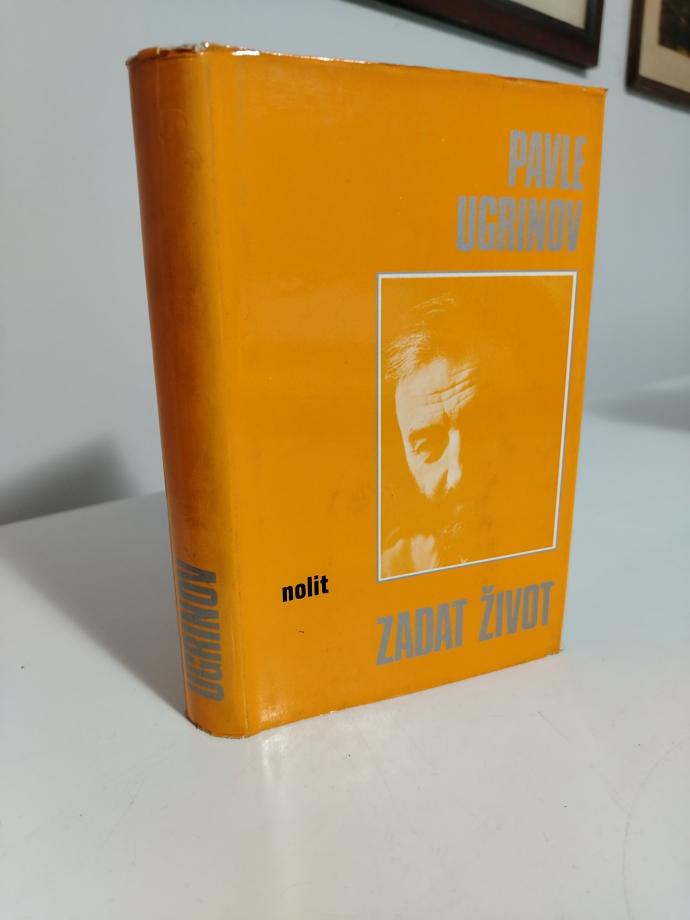 PAVLE
UGRINOV
nolit
ZADAT ŽIVOT
UGRINOV